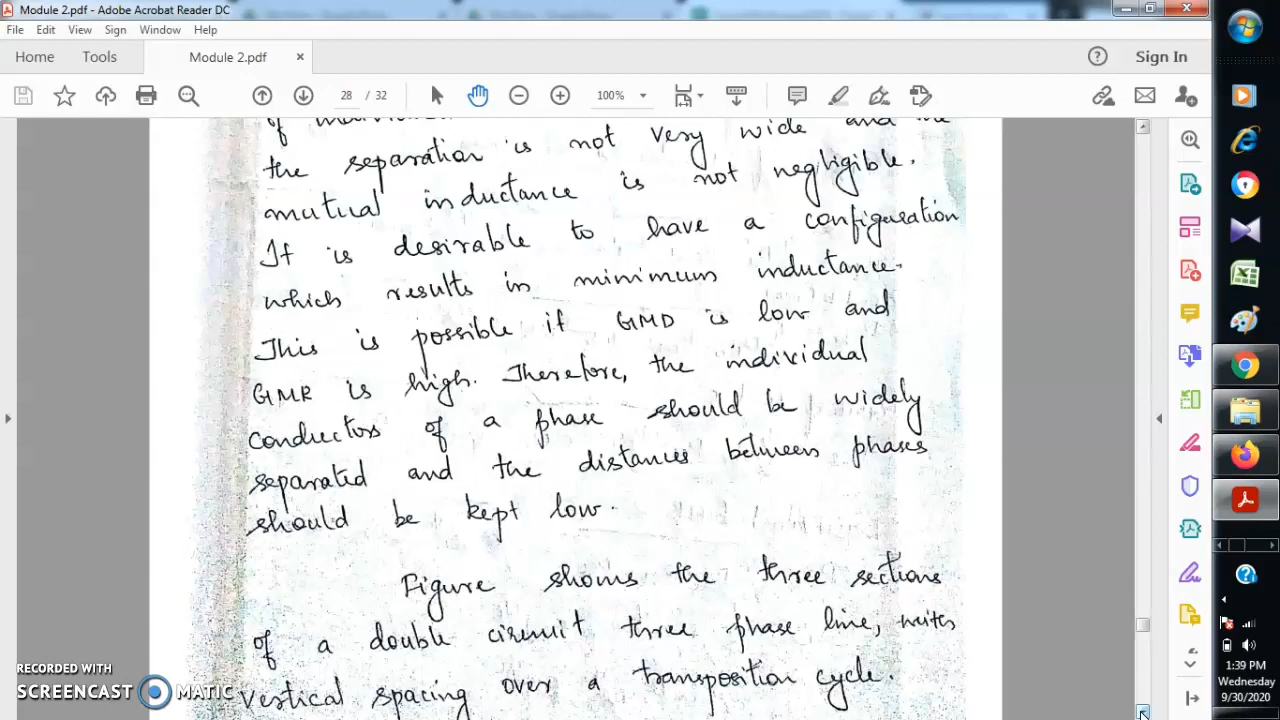 Module 2.pdf - Adobe Acrobat Reader DC
File Edit View Sign Window Help
Home Tools Module 2.pdf × Sign In
28 / 32 100%
of
the separation is not very wide and
mutual inductance is not negligible.
It is desirable to have a configuration
which results in minimum inductance.
This is possible if GMD is low and
GMR is high. Therefore, the individual
conductors of a phase should be widely
separated and the distances between phases
should be kept low.
Figure shows the three sections
of a double circuit three phase line, with
vertical spacing over a transposition cycle.
RECORDED WITH
SCREENCAST MATIC
1:39 PM
Wednesday
9/30/2020